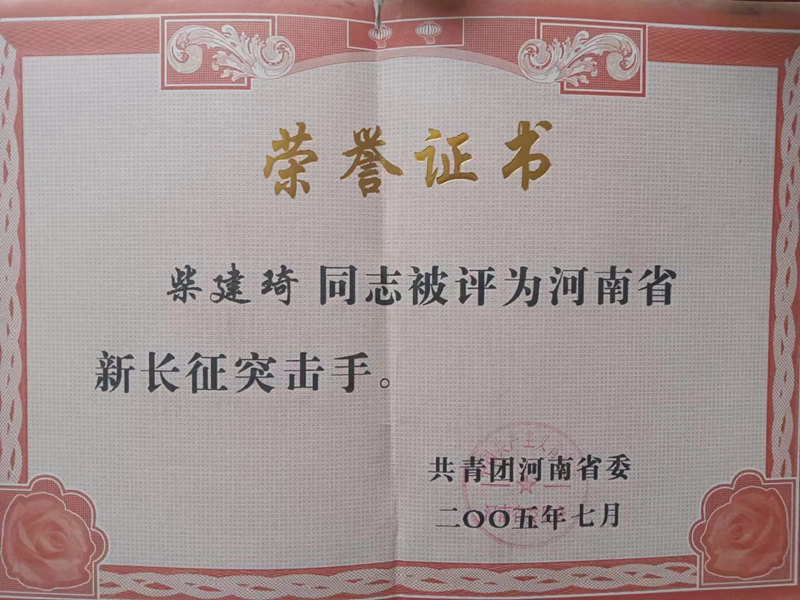 荣誉证书
柴建琦 同志被评为河南省
新长征突击手。
共青团河南省委
二〇〇五年七月